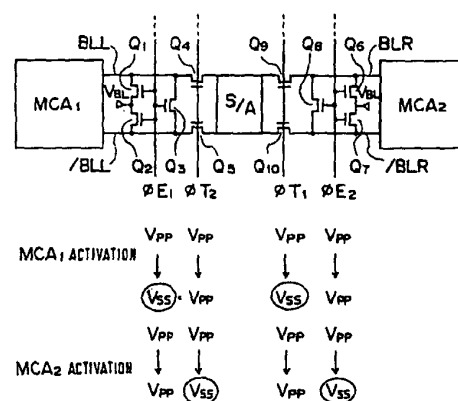 BLL Q1 Q4 Q9 Q8 Q6 BLR
MCA1 VBL S/A VBL MCA2
/BLL Q2 Q3 Q5 Q10 Q7 /BLR
ØE1 ØT2 ØT1 ØE2
VPP VPP VPP VPP
MCA1 ACTIVATION
VSS VPP VSS VPP
VPP VPP VPP VPP
MCA2 ACTIVATION
VPP VSS VPP VSS